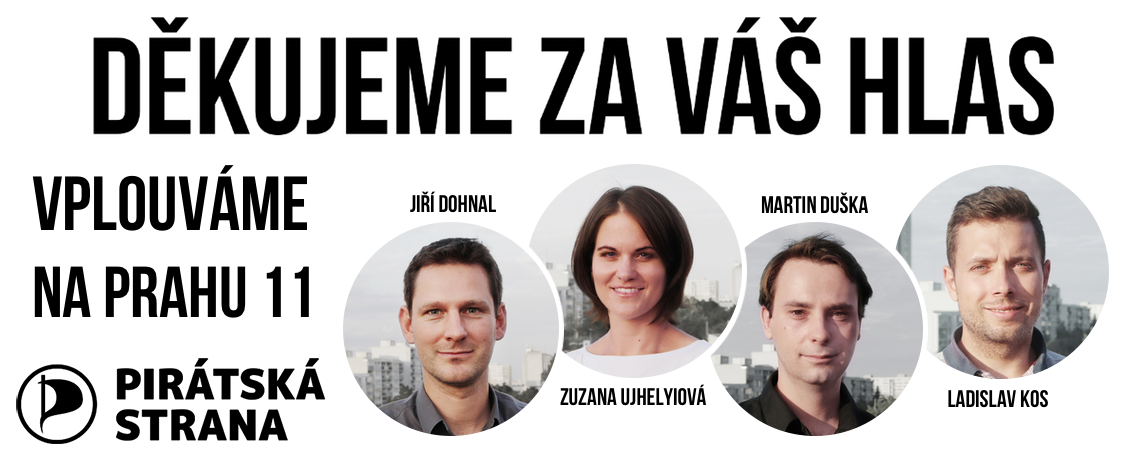 DĚKUJEME ZA VÁŠ HLAS
VPLOUVÁME
NA PRAHU 11
PIRÁTSKÁ
STRANA
JIŘÍ DOHNAL
ZUZANA UJHELYIOVÁ
MARTIN DUŠKA
LADISLAV KOS